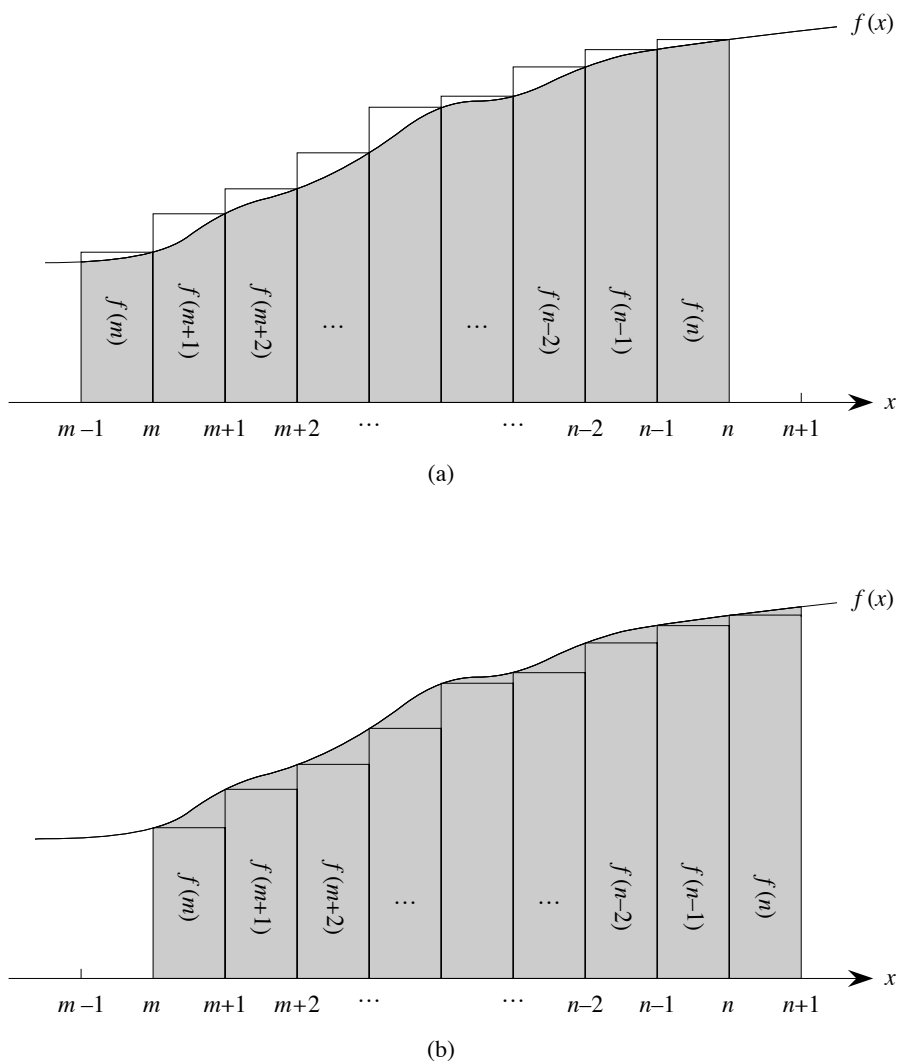 f (x)
f (m) f (m+1) f (m+2) … … f (n–2) f (n–1) f (n)
x
m –1 m m+1 m+2 … … n–2 n–1 n n+1
(a)
f (x)
f (m) f (m+1) f (m+2) … … f (n–2) f (n–1) f (n)
x
m –1 m m+1 m+2 … … n–2 n–1 n n+1
(b)